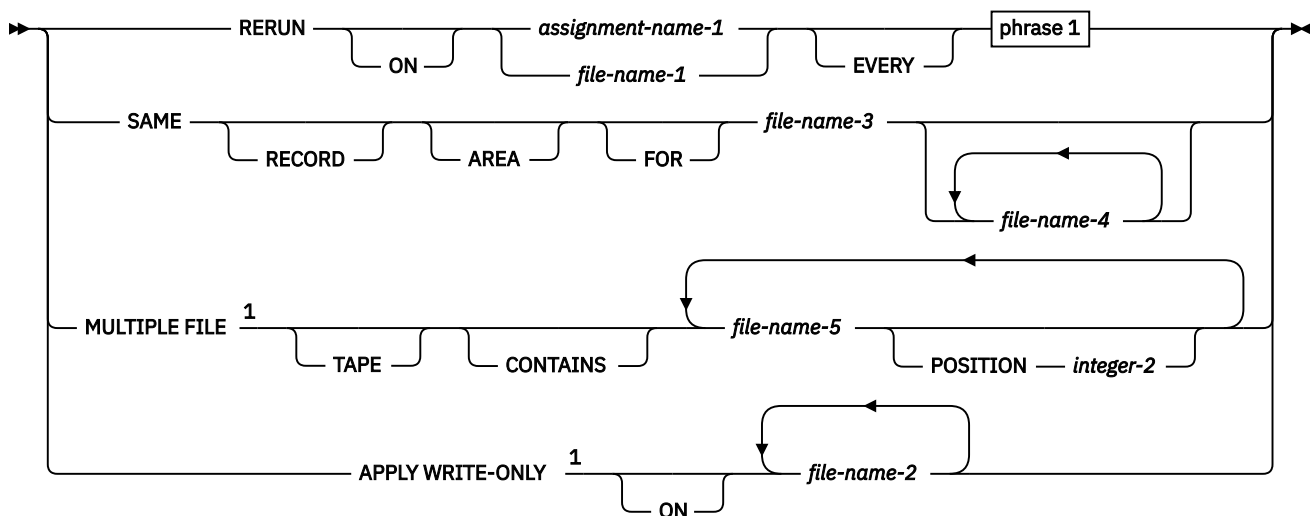 RERUN assignment-name-1 phrase 1
ON file-name-1 EVERY
SAME file-name-3
RECORD AREA FOR
file-name-4
MULTIPLE FILE 1 file-name-5
TAPE CONTAINS POSITION integer-2
APPLY WRITE-ONLY 1 file-name-2
ON